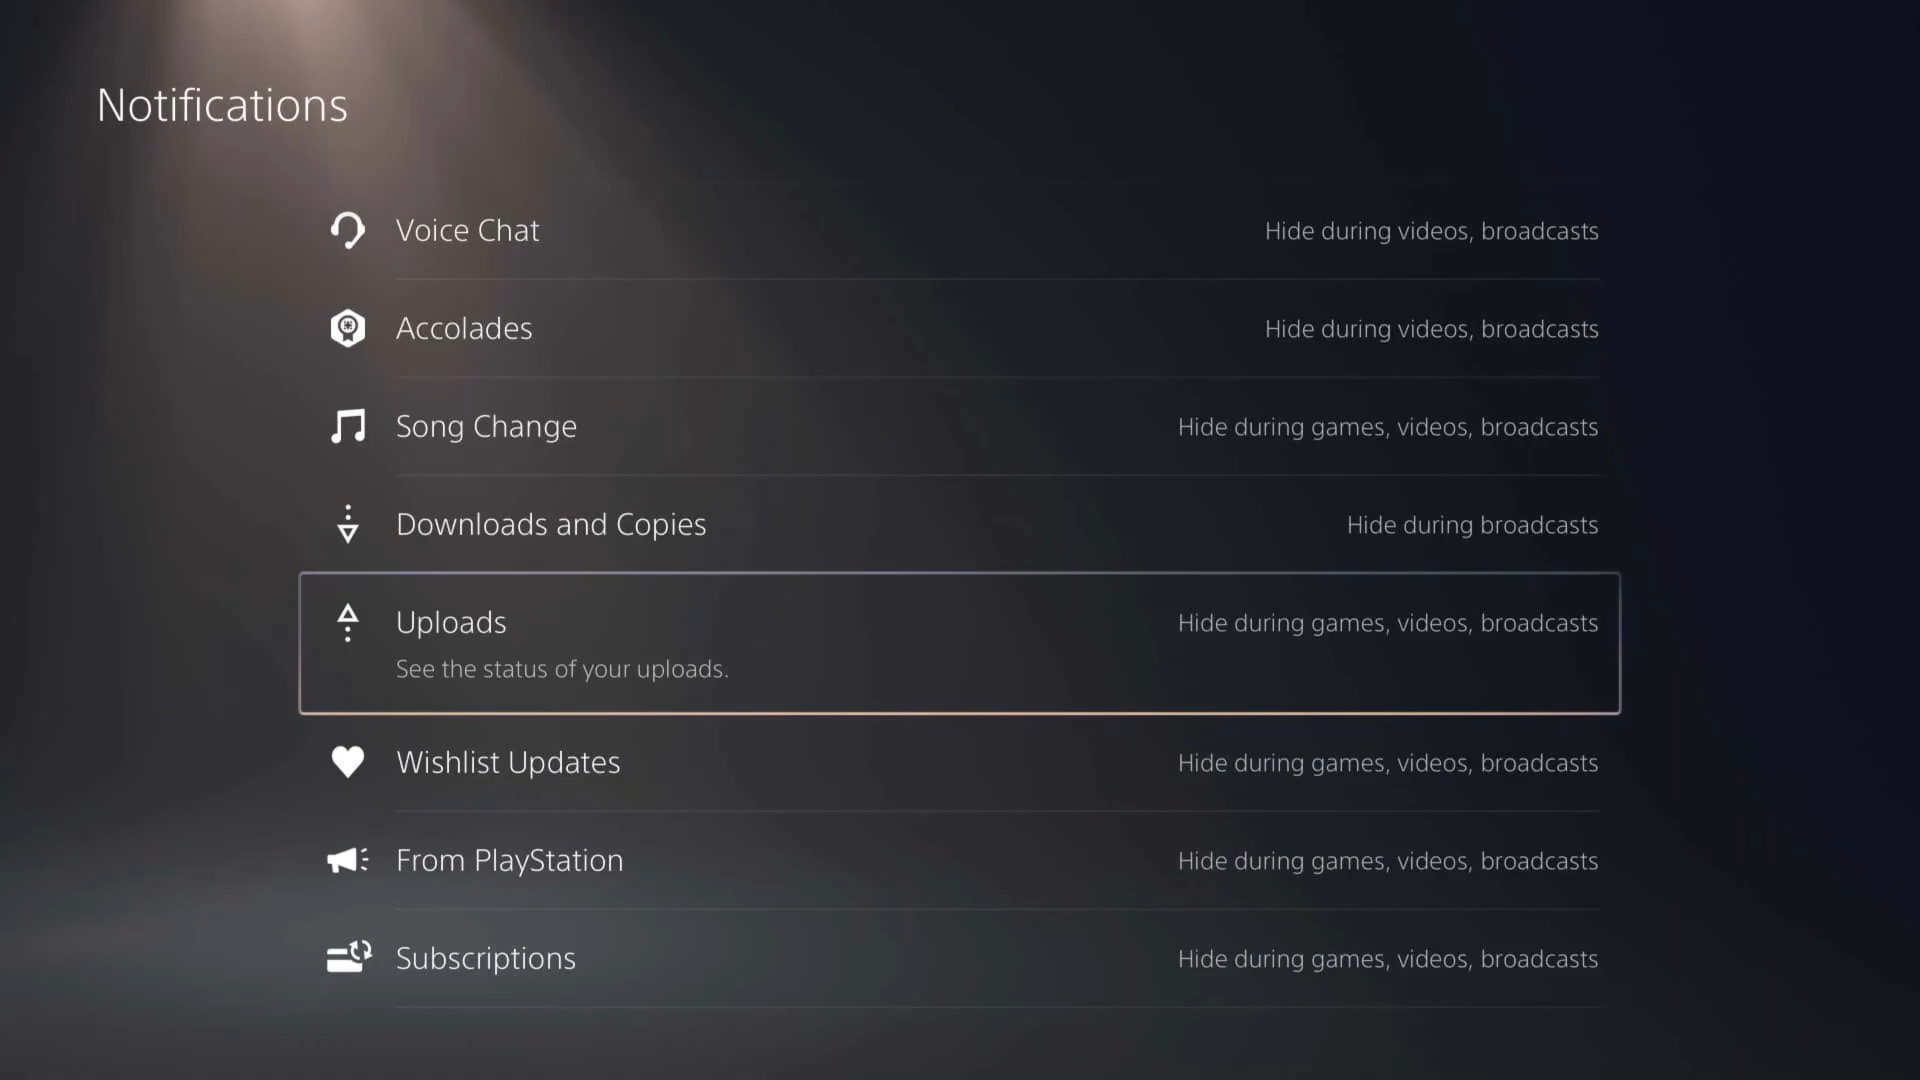 Notifications
Voice Chat Hide during videos, broadcasts
Accolades Hide during videos, broadcasts
Song Change Hide during games, videos, broadcasts
Downloads and Copies Hide during broadcasts
Uploads Hide during games, videos, broadcasts
See the status of your uploads.
Wishlist Updates Hide during games, videos, broadcasts
From PlayStation Hide during games, videos, broadcasts
Subscriptions Hide during games, videos, broadcasts